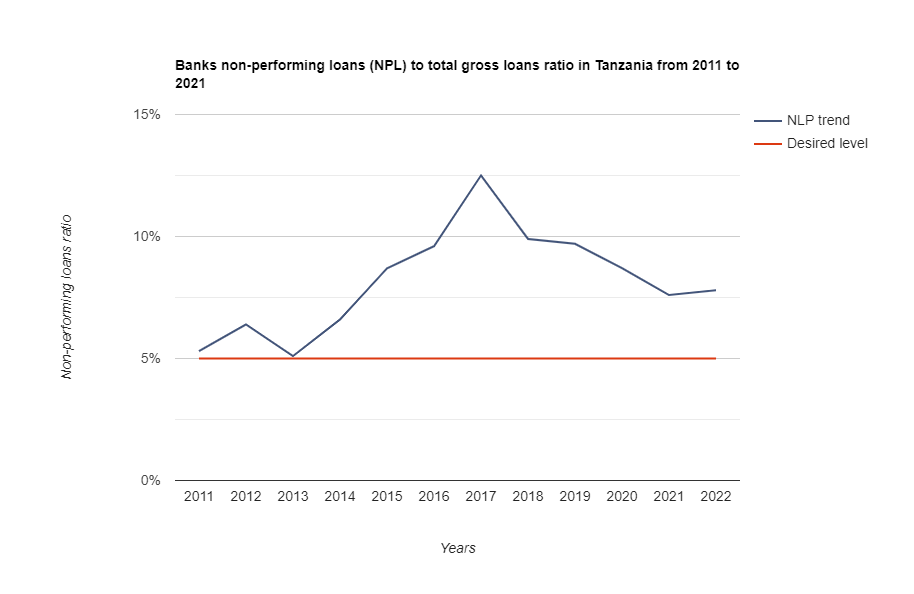 Banks non-performing loans (NPL) to total gross loans ratio in Tanzania from 2011 to
2021
NLP trend
Desired level
15%
10%
5%
0%
Non-performing loans ratio
2011 2012 2013 2014 2015 2016 2017 2018 2019 2020 2021 2022
Years